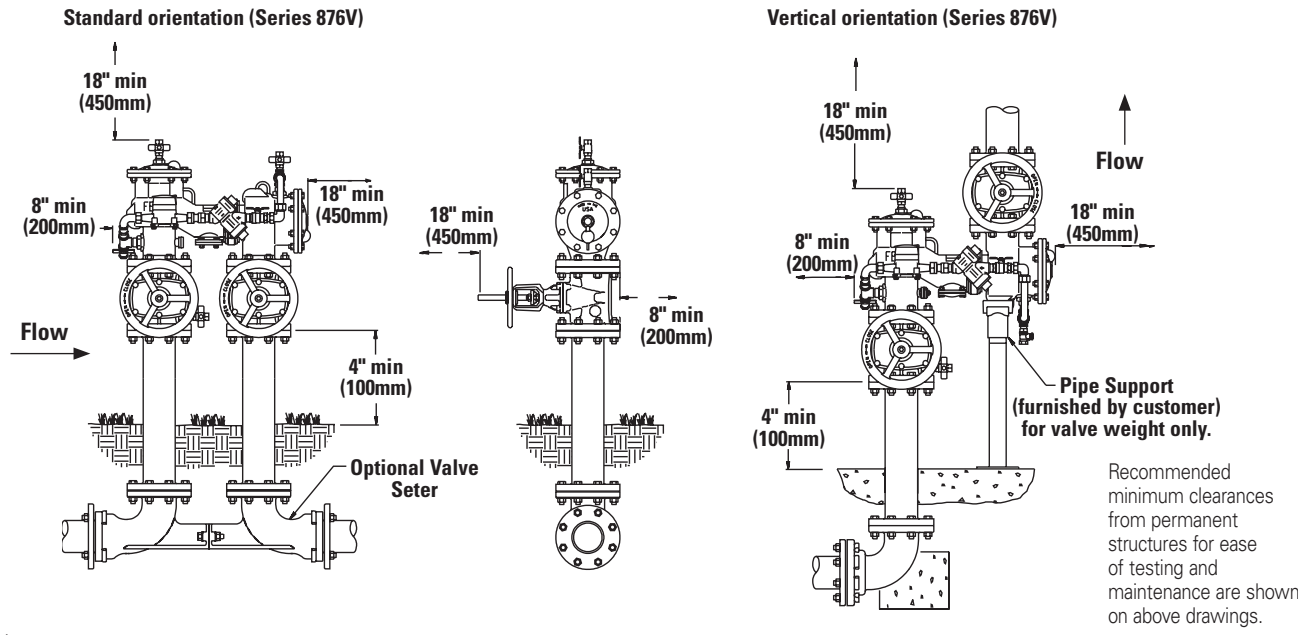 Standard orientation (Series 876V)
18" min
(450mm)
8" min
(200mm)
18" min
(450mm)
Flow
4" min
(100mm)
Optional Valve
Seter
18" min
(450mm)
USA
8" min
(200mm)
Vertical orientation (Series 876V)
18" min
(450mm)
Flow
8" min
(200mm)
18" min
(450mm)
4" min
(100mm)
Pipe Support
(furnished by customer)
for valve weight only.
Recommended
minimum clearances
from permanent
structures for ease
of testing and
maintenance are shown
on above drawings.